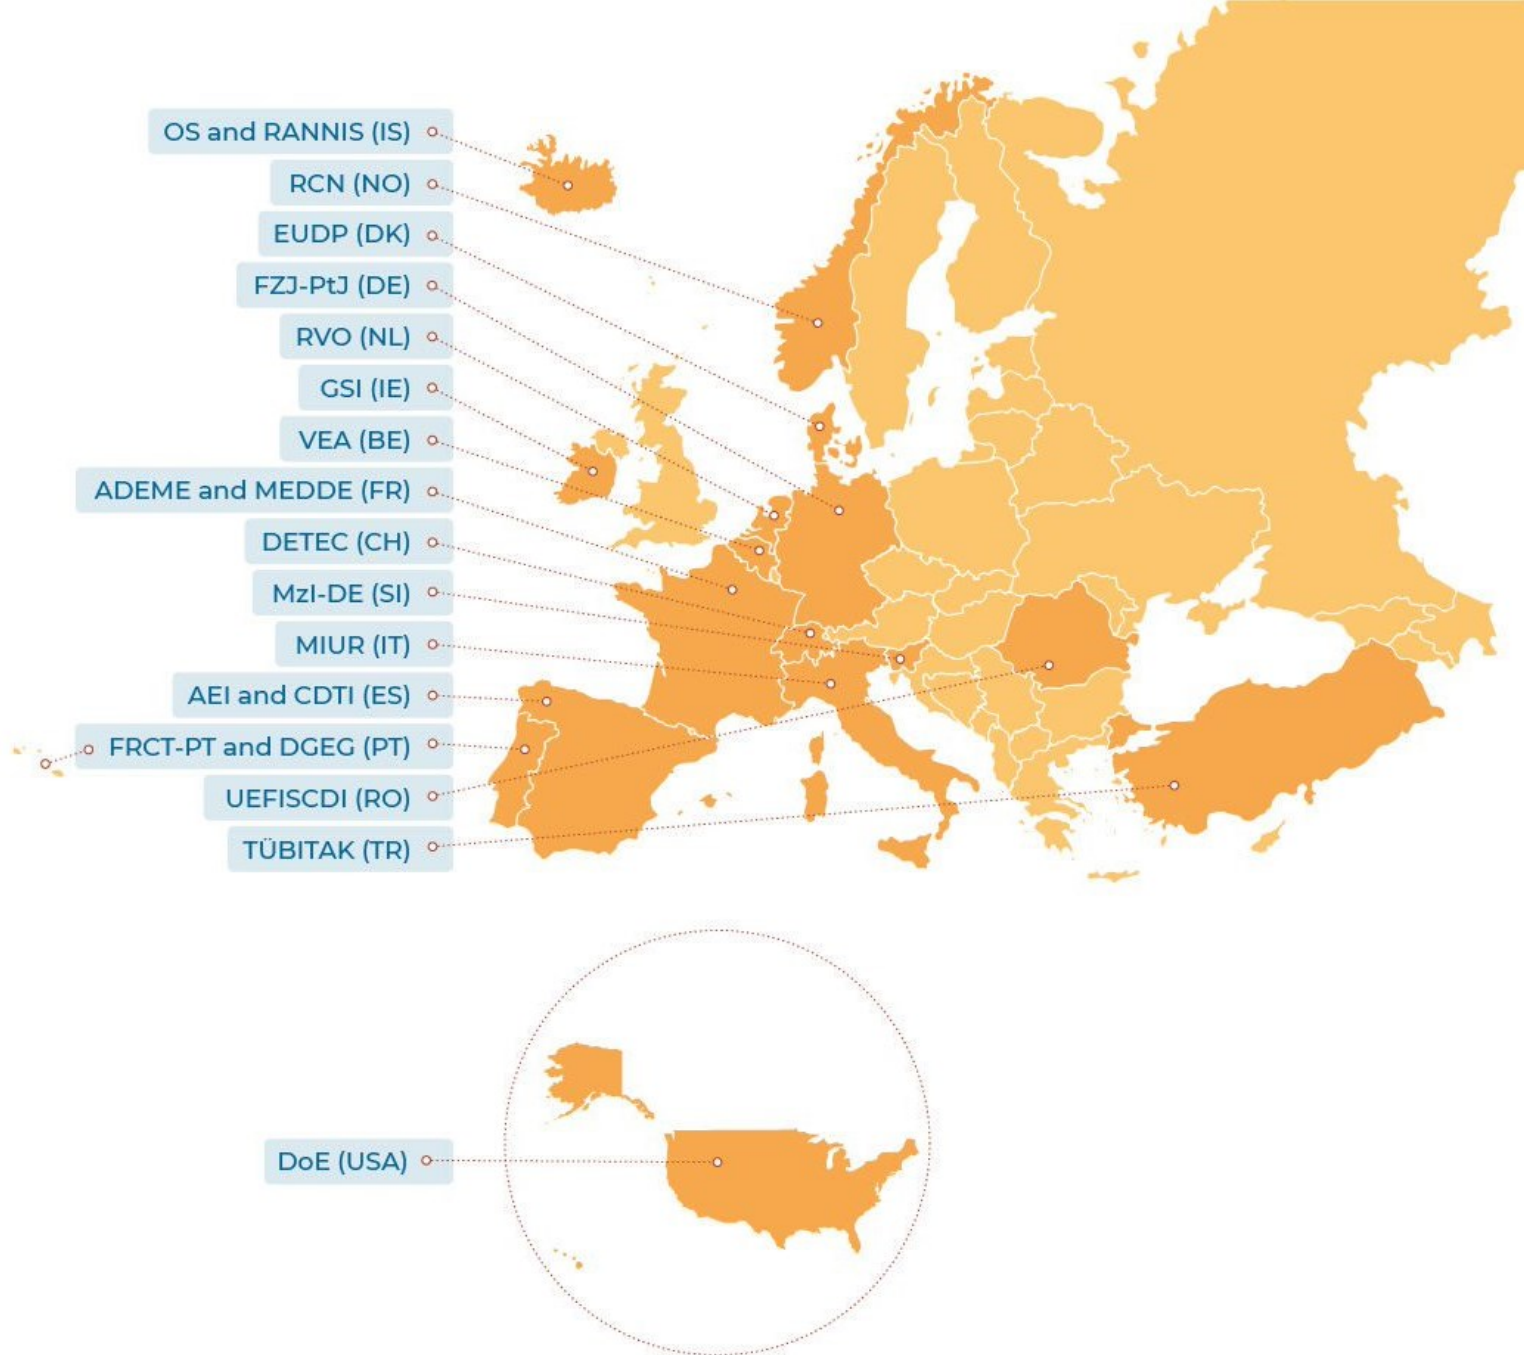 OS and RANNIS (IS)
RCN (NO)
EUDP (DK)
FZJ-PtJ (DE)
RVO (NL)
GSI (IE)
VEA (BE)
ADEME and MEDDE (FR)
DETEC (CH)
MzI-DE (SI)
MIUR (IT)
AEI and CDTI (ES)
FRCT-PT and DGEG (PT)
UEFISCDI (RO)
TÜBITAK (TR)
DoE (USA)